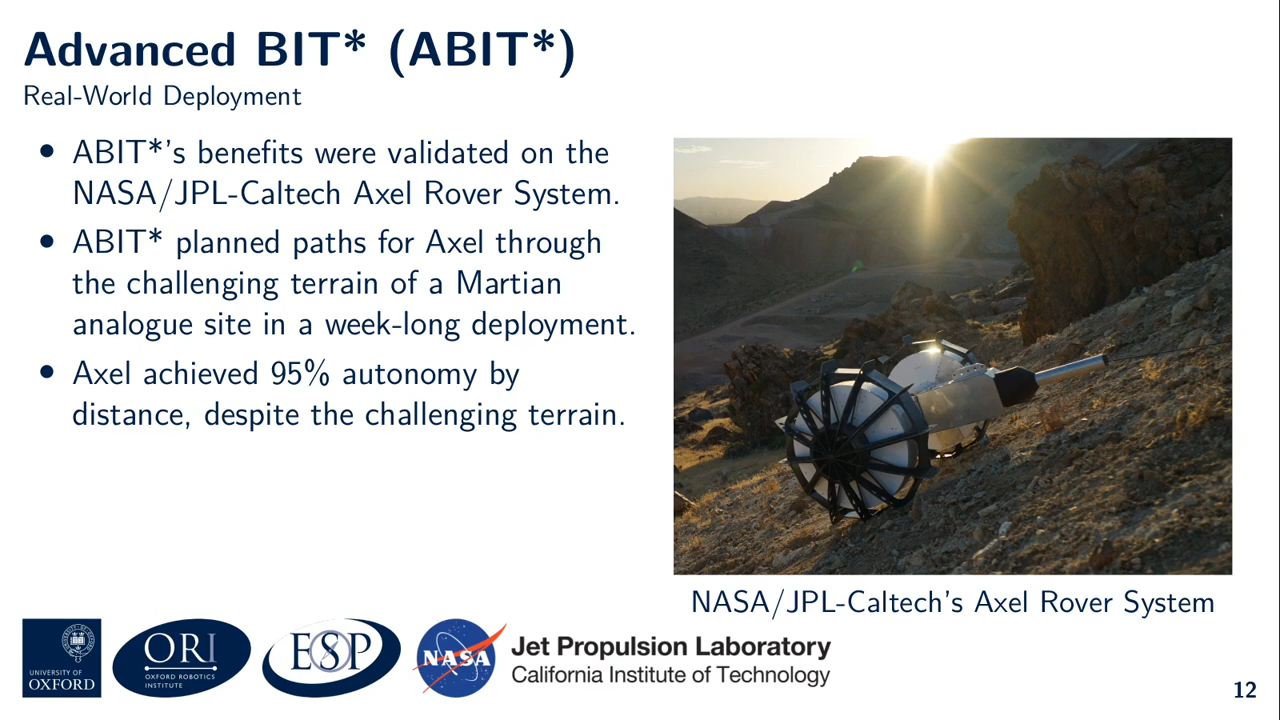 Advanced BIT* (ABIT*)
Real-World Deployment
• ABIT*'s benefits were validated on the
NASA/JPL-Caltech Axel Rover System.
• ABIT* planned paths for Axel through
the challenging terrain of a Martian
analogue site in a week-long deployment.
• Axel achieved 95% autonomy by
distance, despite the challenging terrain.
NASA/JPL-Caltech's Axel Rover System
UNIVERSITY OF
OXFORD
ORI
OXFORD ROBOTICS
INSTITUTE
ESP
NASA
Jet Propulsion Laboratory
California Institute of Technology
12